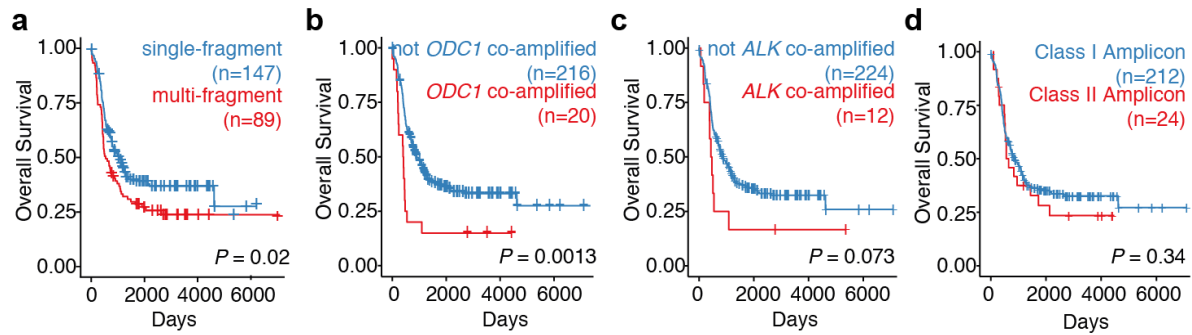 a
single-fragment
(n=147)
multi-fragment
(n=89)
Overall Survival
1.00
0.75
0.50
0.25
0.00
P = 0.02
0 2000 4000 6000
Days
b
not ODC1 co-amplified
(n=216)
ODC1 co-amplified
(n=20)
Overall Survival
1.00
0.75
0.50
0.25
0.00
P = 0.0013
0 2000 4000 6000
Days
c
not ALK co-amplified
(n=224)
ALK co-amplified
(n=12)
Overall Survival
1.00
0.75
0.50
0.25
0.00
P = 0.073
0 2000 4000 6000
Days
d
Class I Amplicon
(n=212)
Class II Amplicon
(n=24)
Overall Survival
1.00
0.75
0.50
0.25
0.00
P = 0.34
0 2000 4000 6000
Days